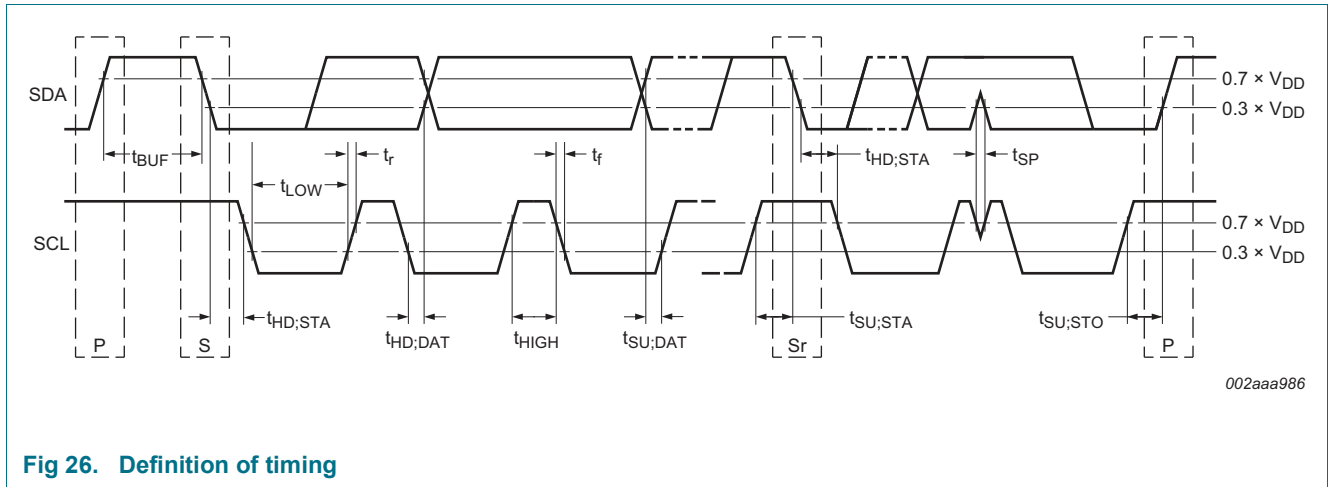 SDA
0.7 × VDD
0.3 × VDD
tBUF
tLOW
tr
tf
tHD;STA
tSP
SCL
0.7 × VDD
0.3 × VDD
tHD;STA
tHD;DAT
tHIGH
tSU;DAT
tSU;STA
tSU;STO
P
S
Sr
P
002aaa986
Fig 26. Definition of timing